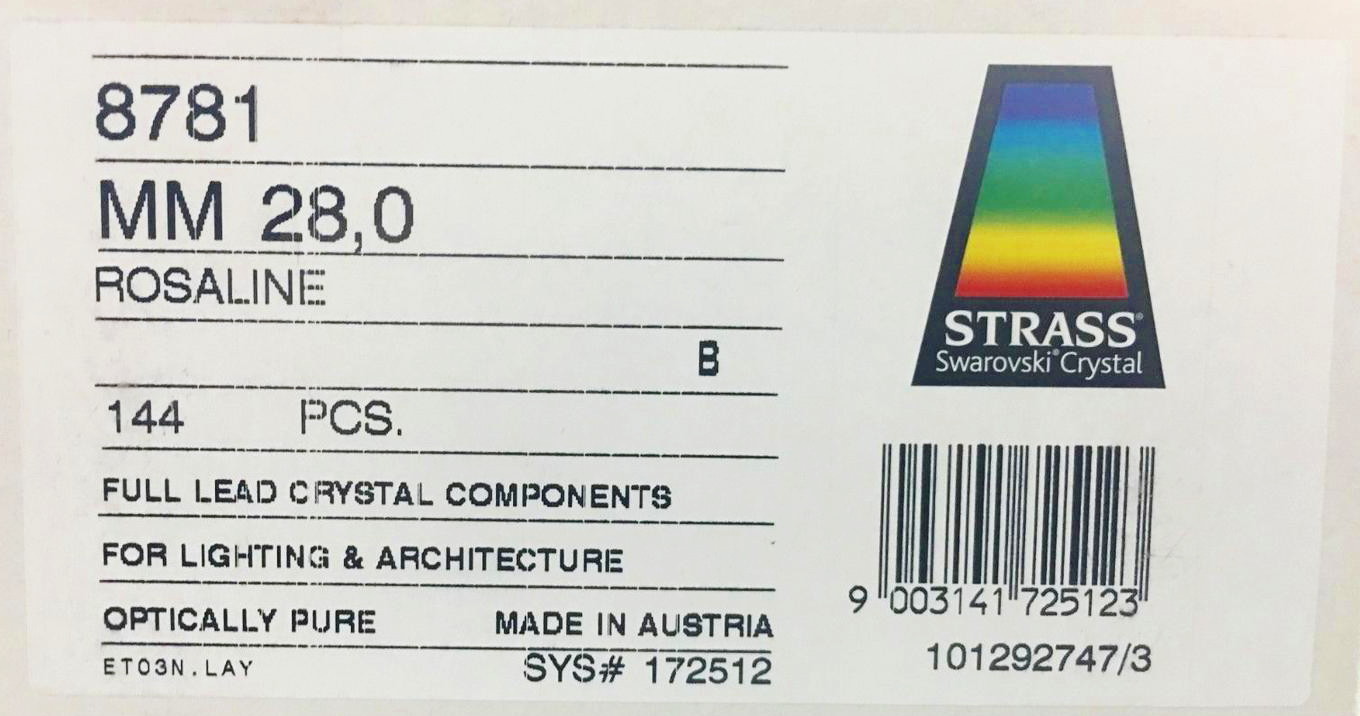 8781
MM 28,0
ROSALINE
B
144 PCS.
FULL LEAD CRYSTAL COMPONENTS
FOR LIGHTING & ARCHITECTURE
OPTICALLY PURE MADE IN AUSTRIA
ET03N.LAY SYS# 172512
STRASS®
Swarovski® Crystal
9 003141 725123
101292747/3